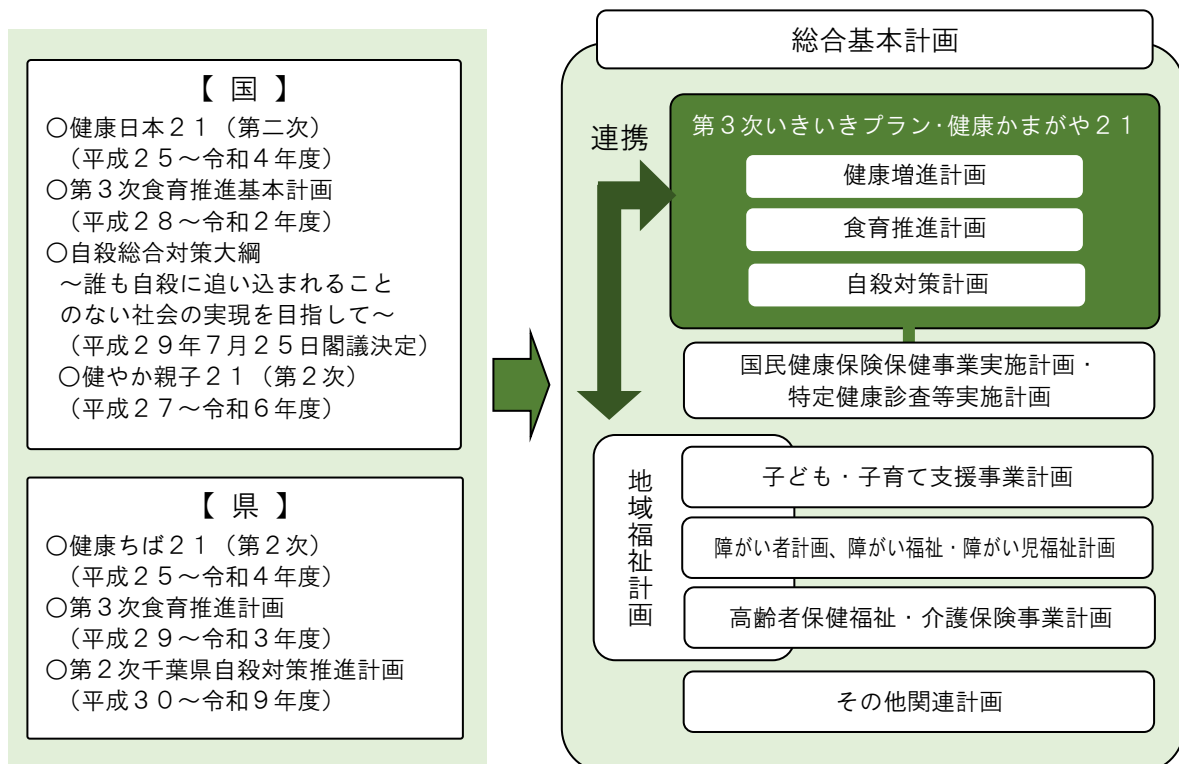 【 国 】
○健康日本２１（第二次）
（平成２５～令和４年度）
○第３次食育推進基本計画
（平成２８～令和２年度）
○自殺総合対策大綱
～誰も自殺に追い込まれること
のない社会の実現を目指して～
（平成２９年７月２５日閣議決定）
○健やか親子２１（第２次）
（平成２７～令和６年度）
【 県 】
○健康ちば２１（第２次）
（平成２５～令和４年度）
○第３次食育推進計画
（平成２９～令和３年度）
○第２次千葉県自殺対策推進計画
（平成３０～令和９年度）
総合基本計画
連携
第３次いきいきプラン・健康かまがや２１
健康増進計画
食育推進計画
自殺対策計画
国民健康保険保健事業実施計画・
特定健康診査等実施計画
地域福祉計画
子ども・子育て支援事業計画
障がい者計画、障がい福祉・障がい児福祉計画
高齢者保健福祉・介護保険事業計画
その他関連計画